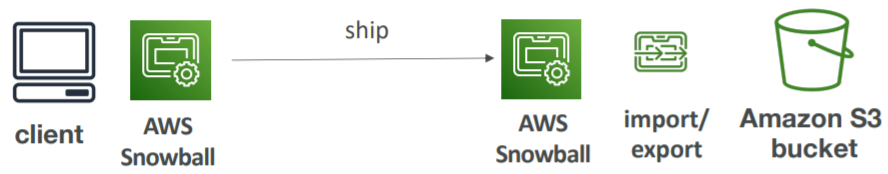 ship
client
AWS
Snowball
AWS
Snowball
import/
export
Amazon S3
bucket